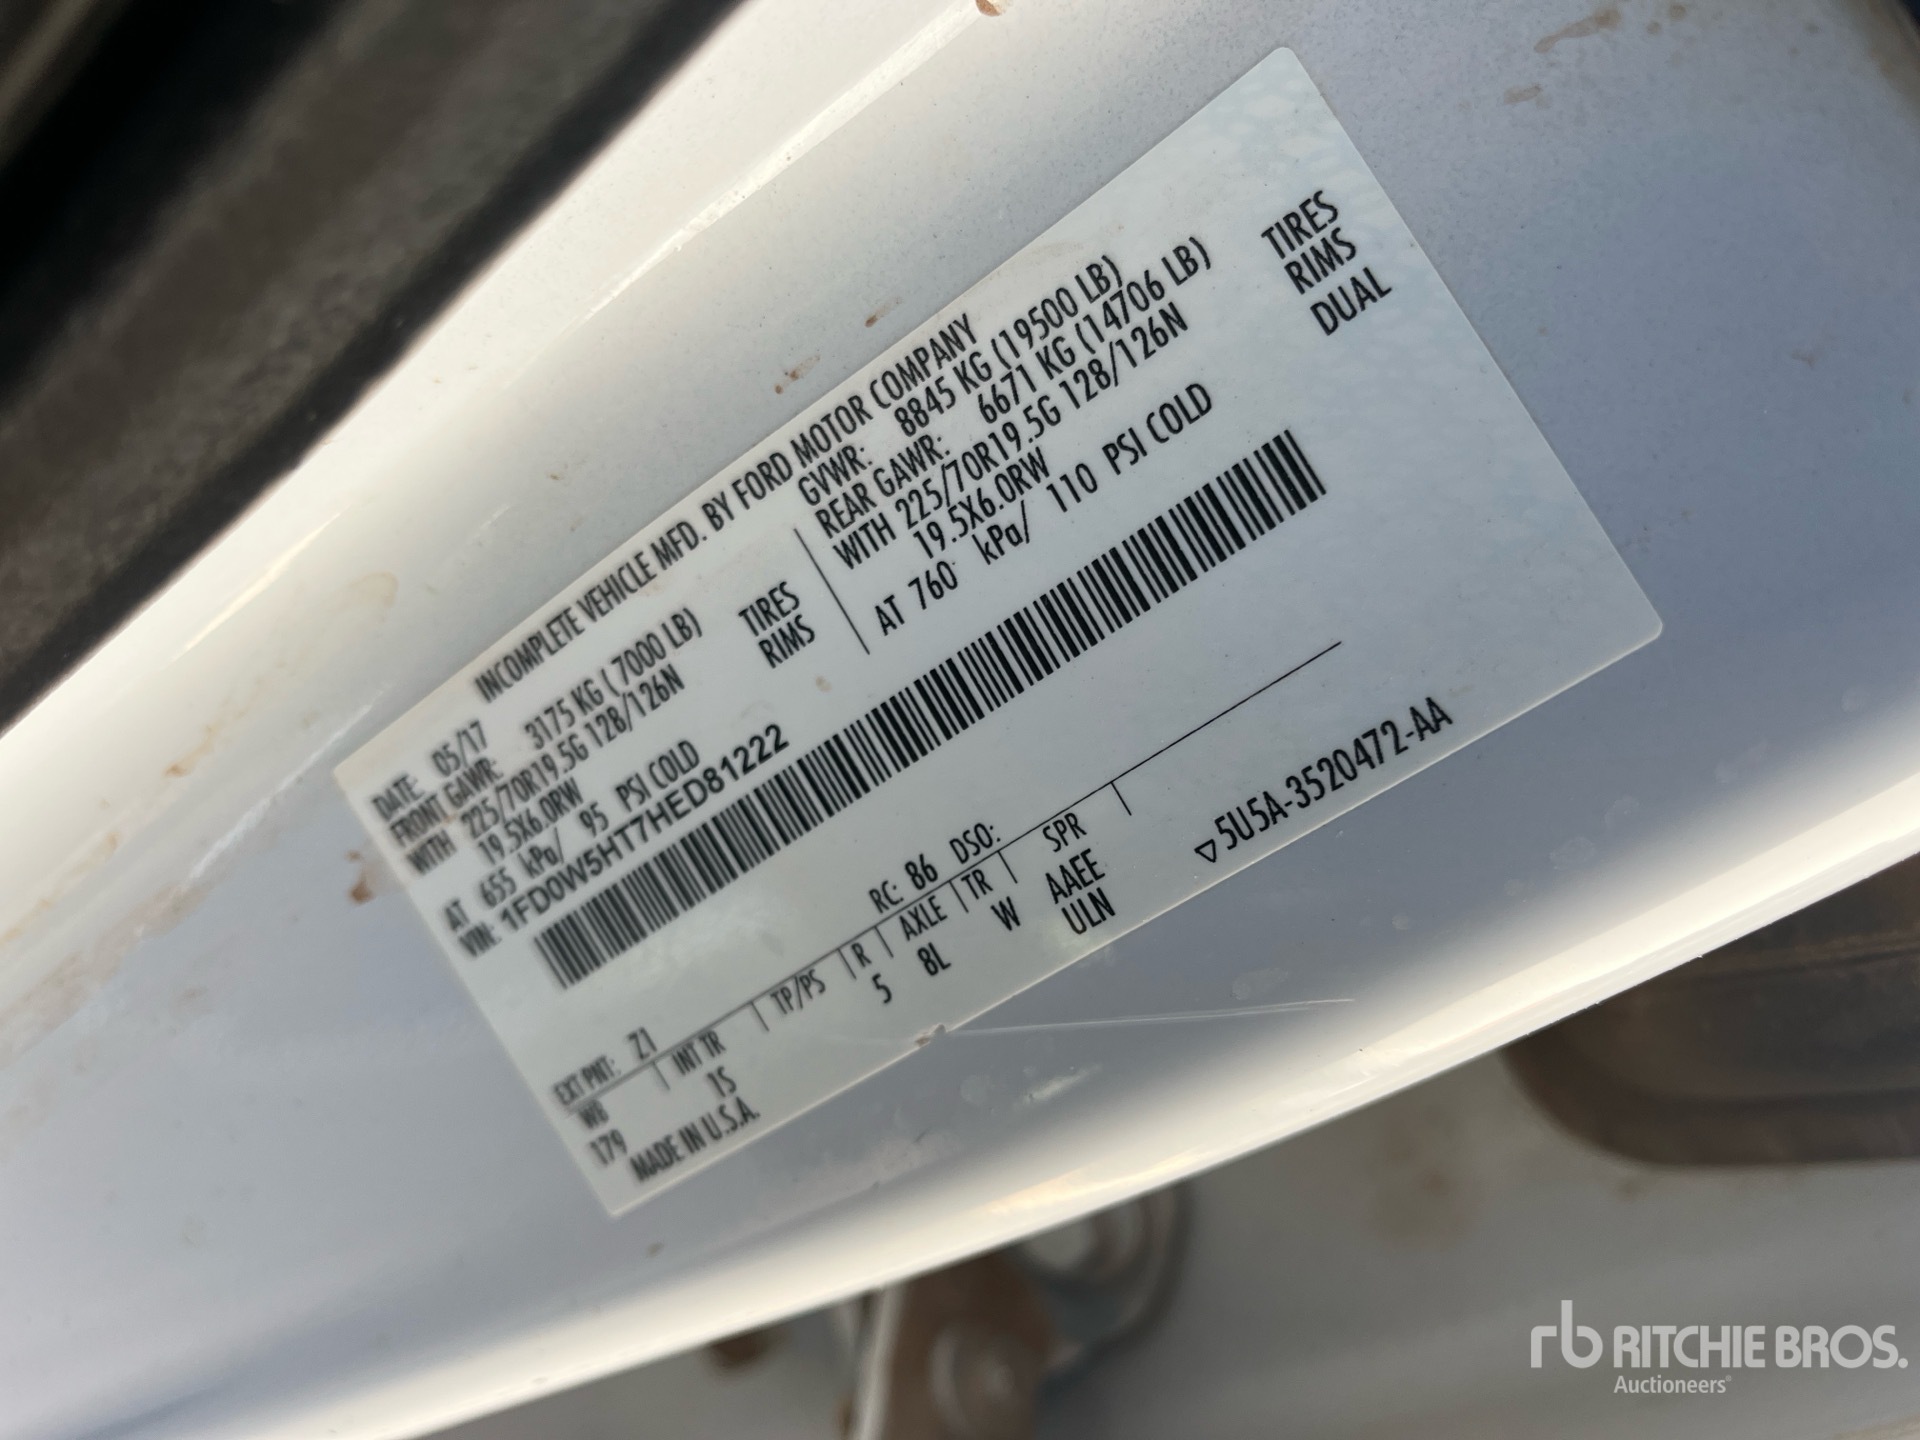 INCOMPLETE VEHICLE MFD. BY FORD MOTOR COMPANY
DATE: 05/17 GVWR: 8845 KG (19500 LB)
FRONT GAWR: 3175 KG (7000 LB) REAR GAWR: 6671 KG (14706 LB)
WITH 225/70R19.5G 128/126N TIRES WITH 225/70R19.5G 128/126N TIRES
19.5X6.0RW RIMS 19.5X6.0RW RIMS
AT 655 kPa/ 95 PSI COLD AT 760 kPa/ 110 PSI COLD DUAL
VIN: 1FD0W5HT7HED81222
EXT PNT: Z1 RC: 86 DSO:
WB INT TR TP/PS R AXLE TR SPR
179 1S 5 8L W AAEE
MADE IN U.S.A. ULN
▽5U5A-3520472-AA
rb RITCHIE BROS.
Auctioneers®